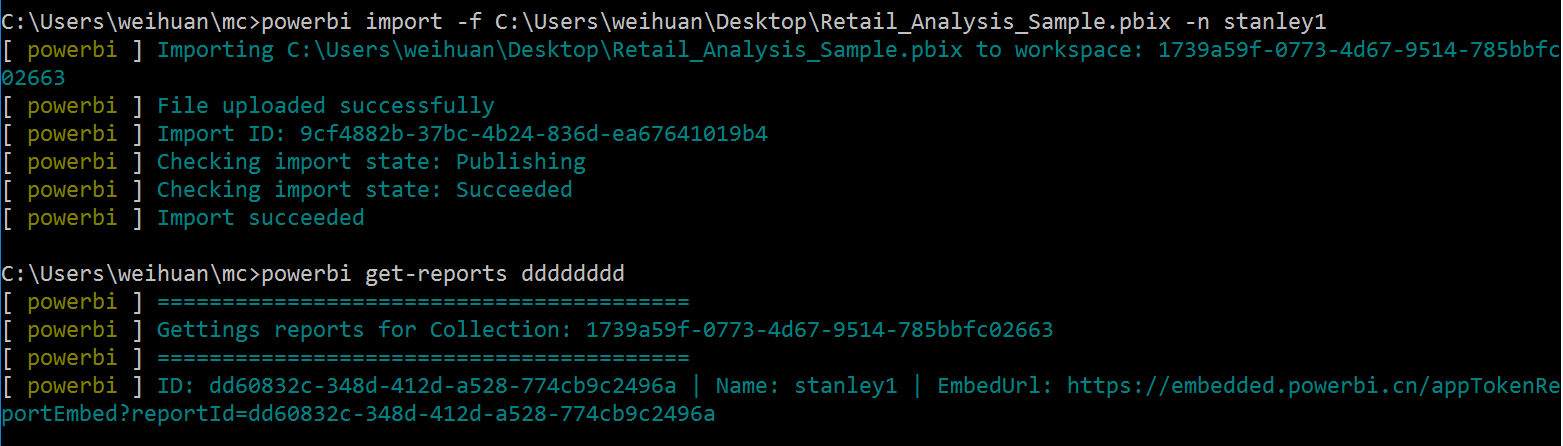 C:\Users\weihuan\mc>powerbi import -f C:\Users\weihuan\Desktop\Retail_Analysis_Sample.pbix -n stanley1
[ powerbi ] Importing C:\Users\weihuan\Desktop\Retail_Analysis_Sample.pbix to workspace: 1739a59f-0773-4d67-9514-785bbfc
02663
[ powerbi ] File uploaded successfully
[ powerbi ] Import ID: 9cf4882b-37bc-4b24-836d-ea67641019b4
[ powerbi ] Checking import state: Publishing
[ powerbi ] Checking import state: Succeeded
[ powerbi ] Import succeeded
C:\Users\weihuan\mc>powerbi get-reports dddddddd
[ powerbi ] =========================================
[ powerbi ] Gettings reports for Collection: 1739a59f-0773-4d67-9514-785bbfc02663
[ powerbi ] =========================================
[ powerbi ] ID: dd60832c-348d-412d-a528-774cb9c2496a | Name: stanley1 | EmbedUrl: https://embedded.powerbi.cn/appTokenRe
portEmbed?reportId=dd60832c-348d-412d-a528-774cb9c2496a